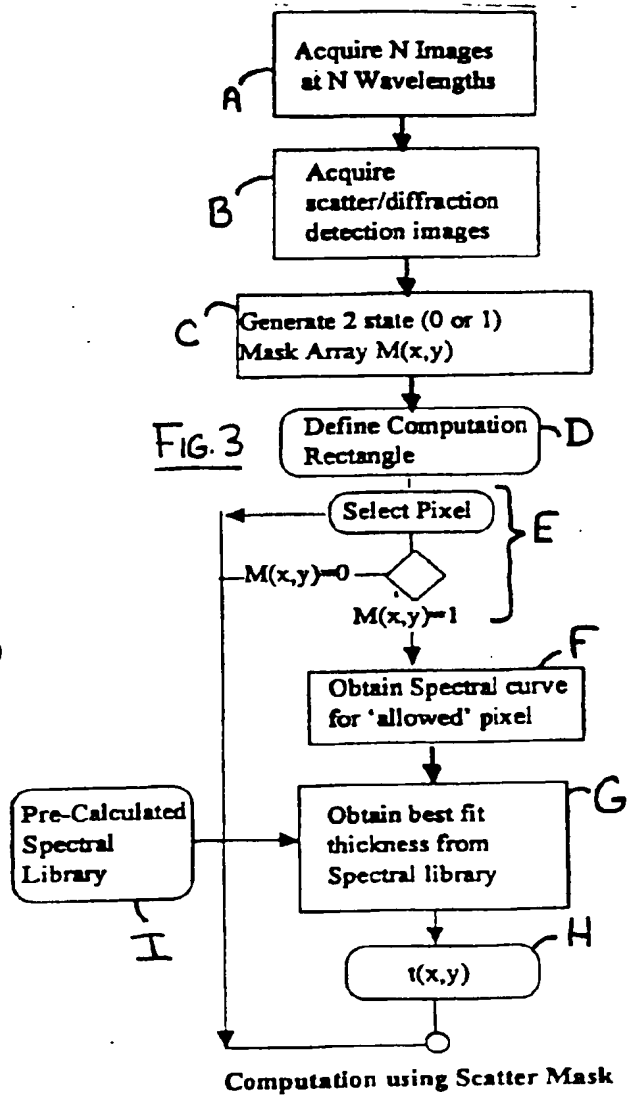 Acquire N Images
at N Wavelengths
A
Acquire
scatter/diffraction
detection images
B
Generate 2 state (0 or 1)
Mask Array M(x,y)
C
FIG. 3
Define Computation
Rectangle
D
Select Pixel
E
M(x,y)=0
M(x,y)=1
F
Obtain Spectral curve
for 'allowed' pixel
G
Pre-Calculated
Spectral
Library
Obtain best fit
thickness from
Spectral library
I
H
t(x,y)
Computation using Scatter Mask